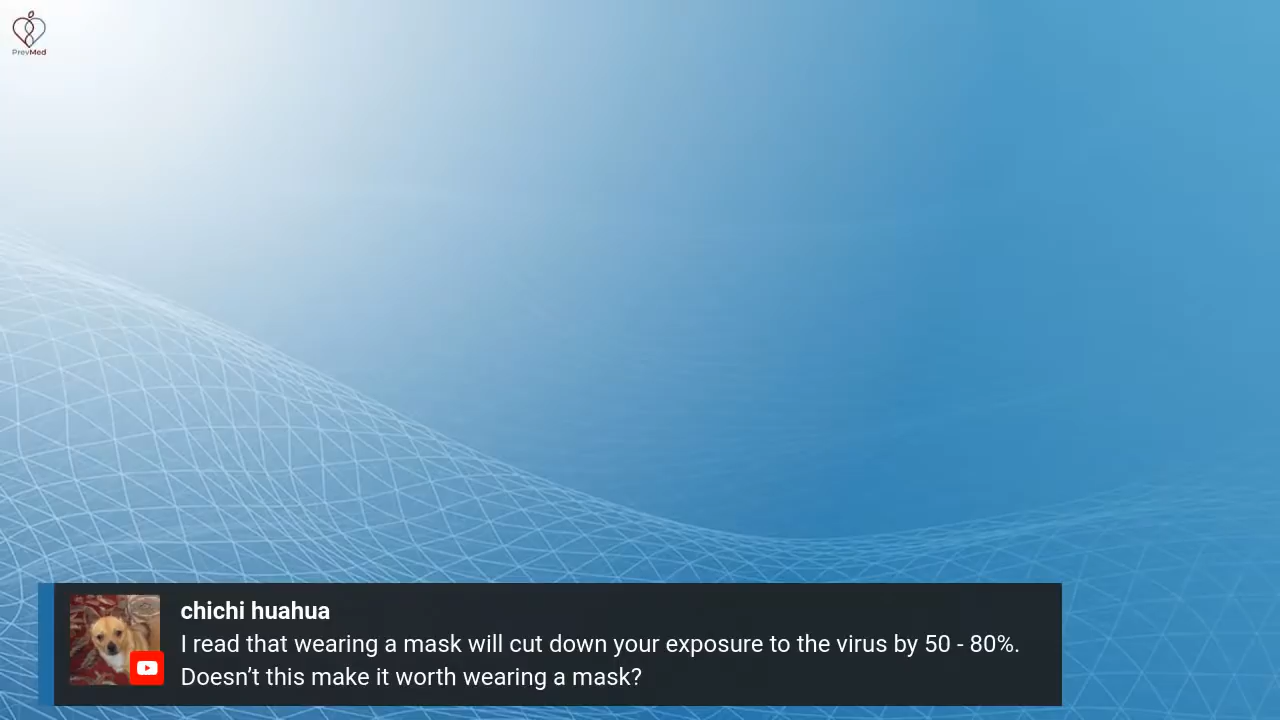 PrevMed
chichi huahua
I read that wearing a mask will cut down your exposure to the virus by 50 - 80%.
Doesn’t this make it worth wearing a mask?